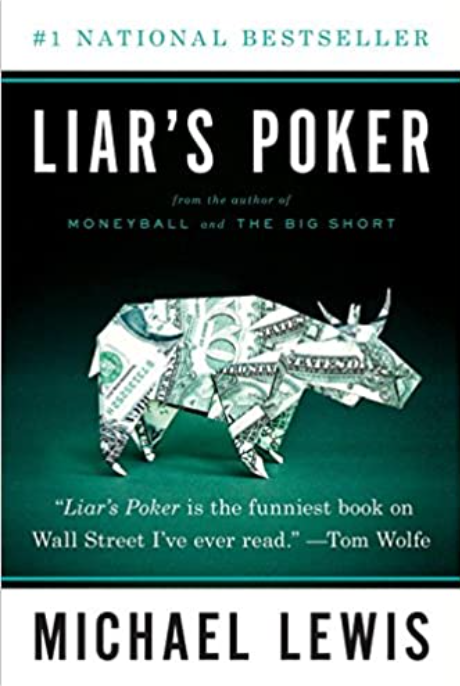 #1 NATIONAL BESTSELLER
LIAR'S POKER
from the author of
MONEYBALL and THE BIG SHORT
"Liar's Poker is the funniest book on
Wall Street I've ever read." —Tom Wolfe
MICHAEL LEWIS